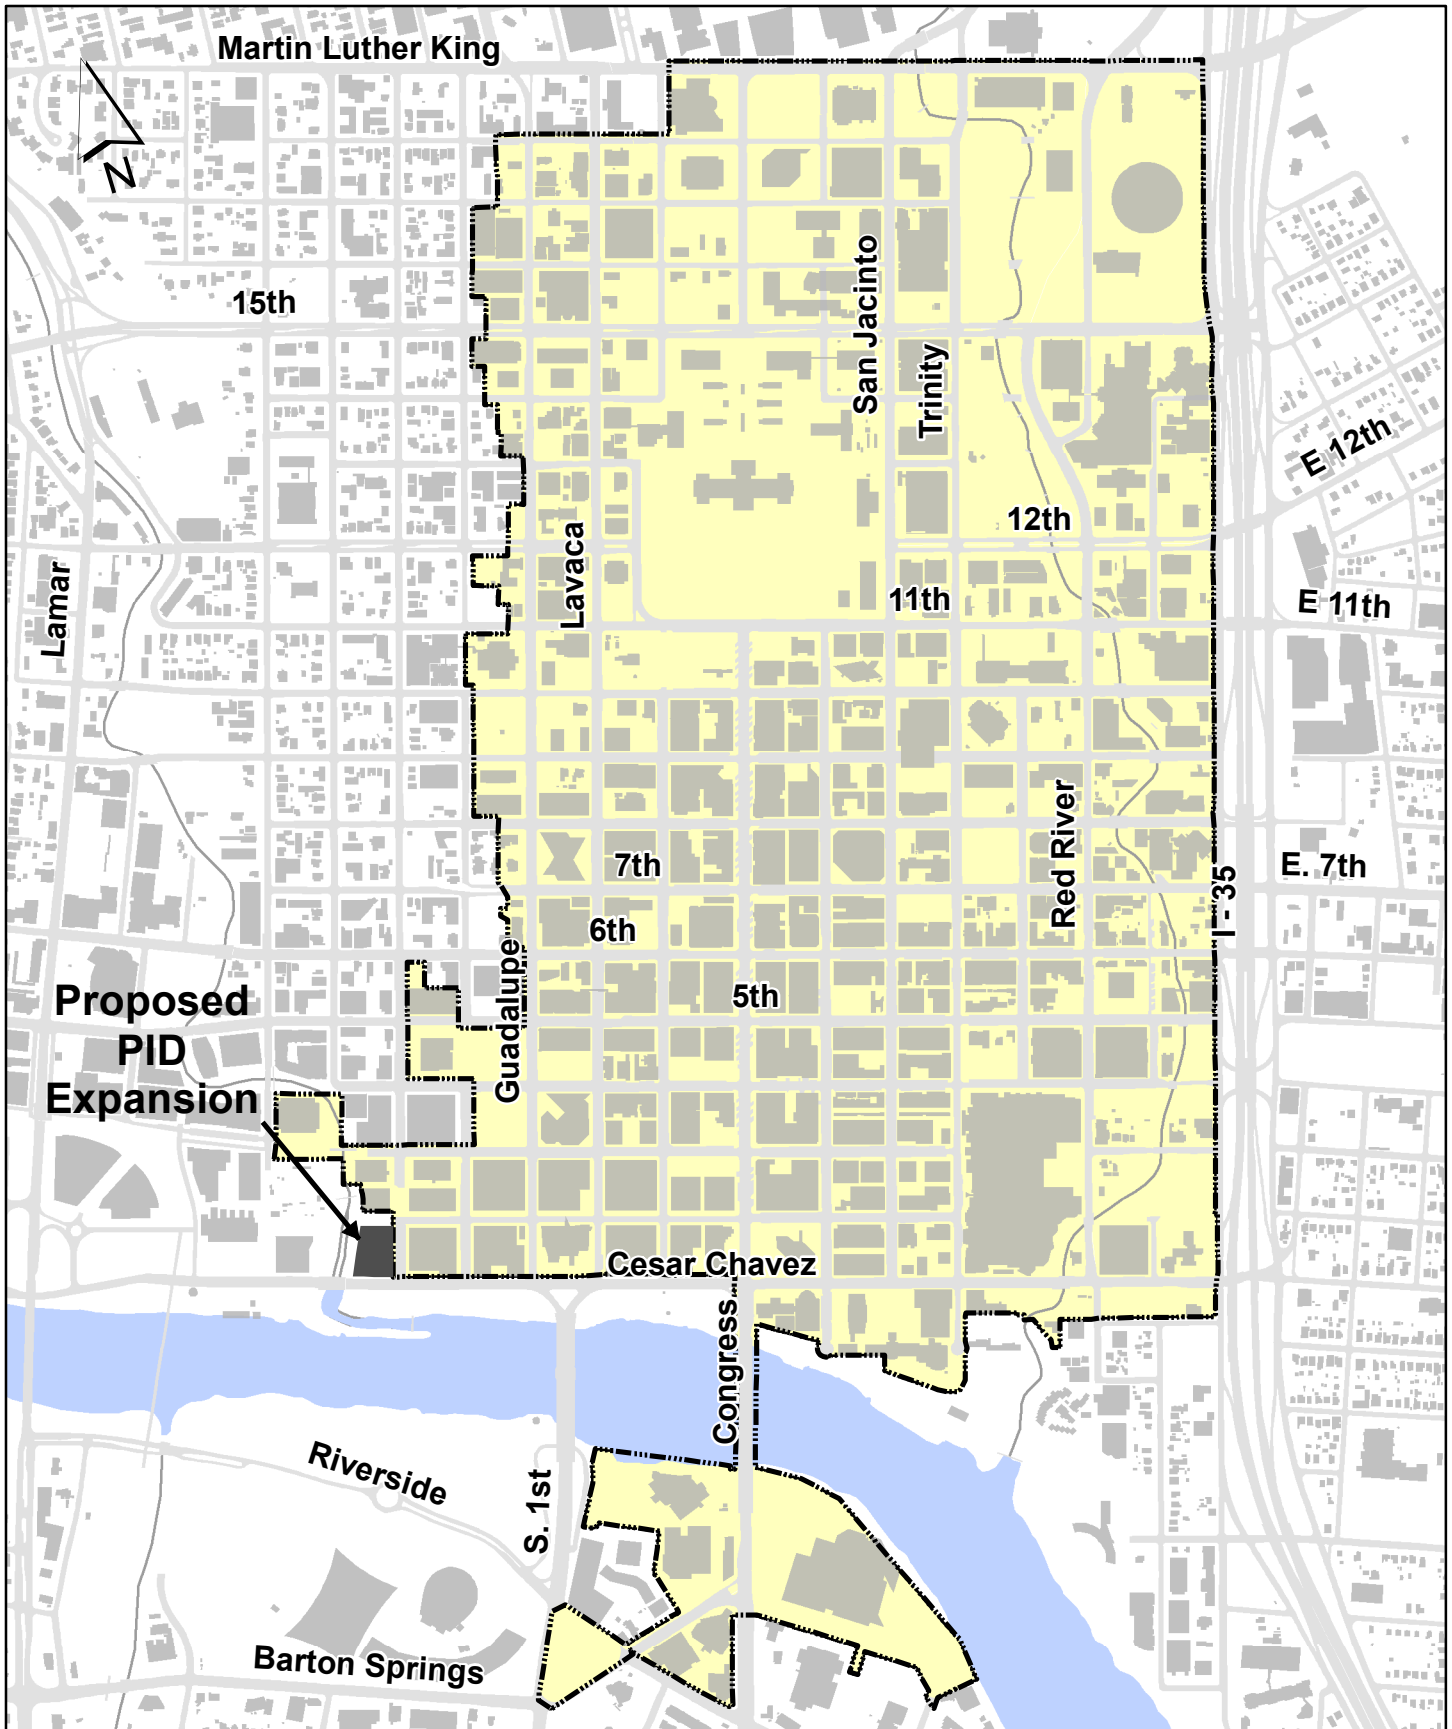 Martin Luther King
N
15th
San Jacinto
Trinity
E 12th
12th
Lavaca
Lamar
11th
E 11th
Red River
7th
E. 7th
I - 35
6th
Guadalupe
5th
Proposed
PID
Expansion
Cesar Chavez
Congress
Riverside
S. 1st
Barton Springs